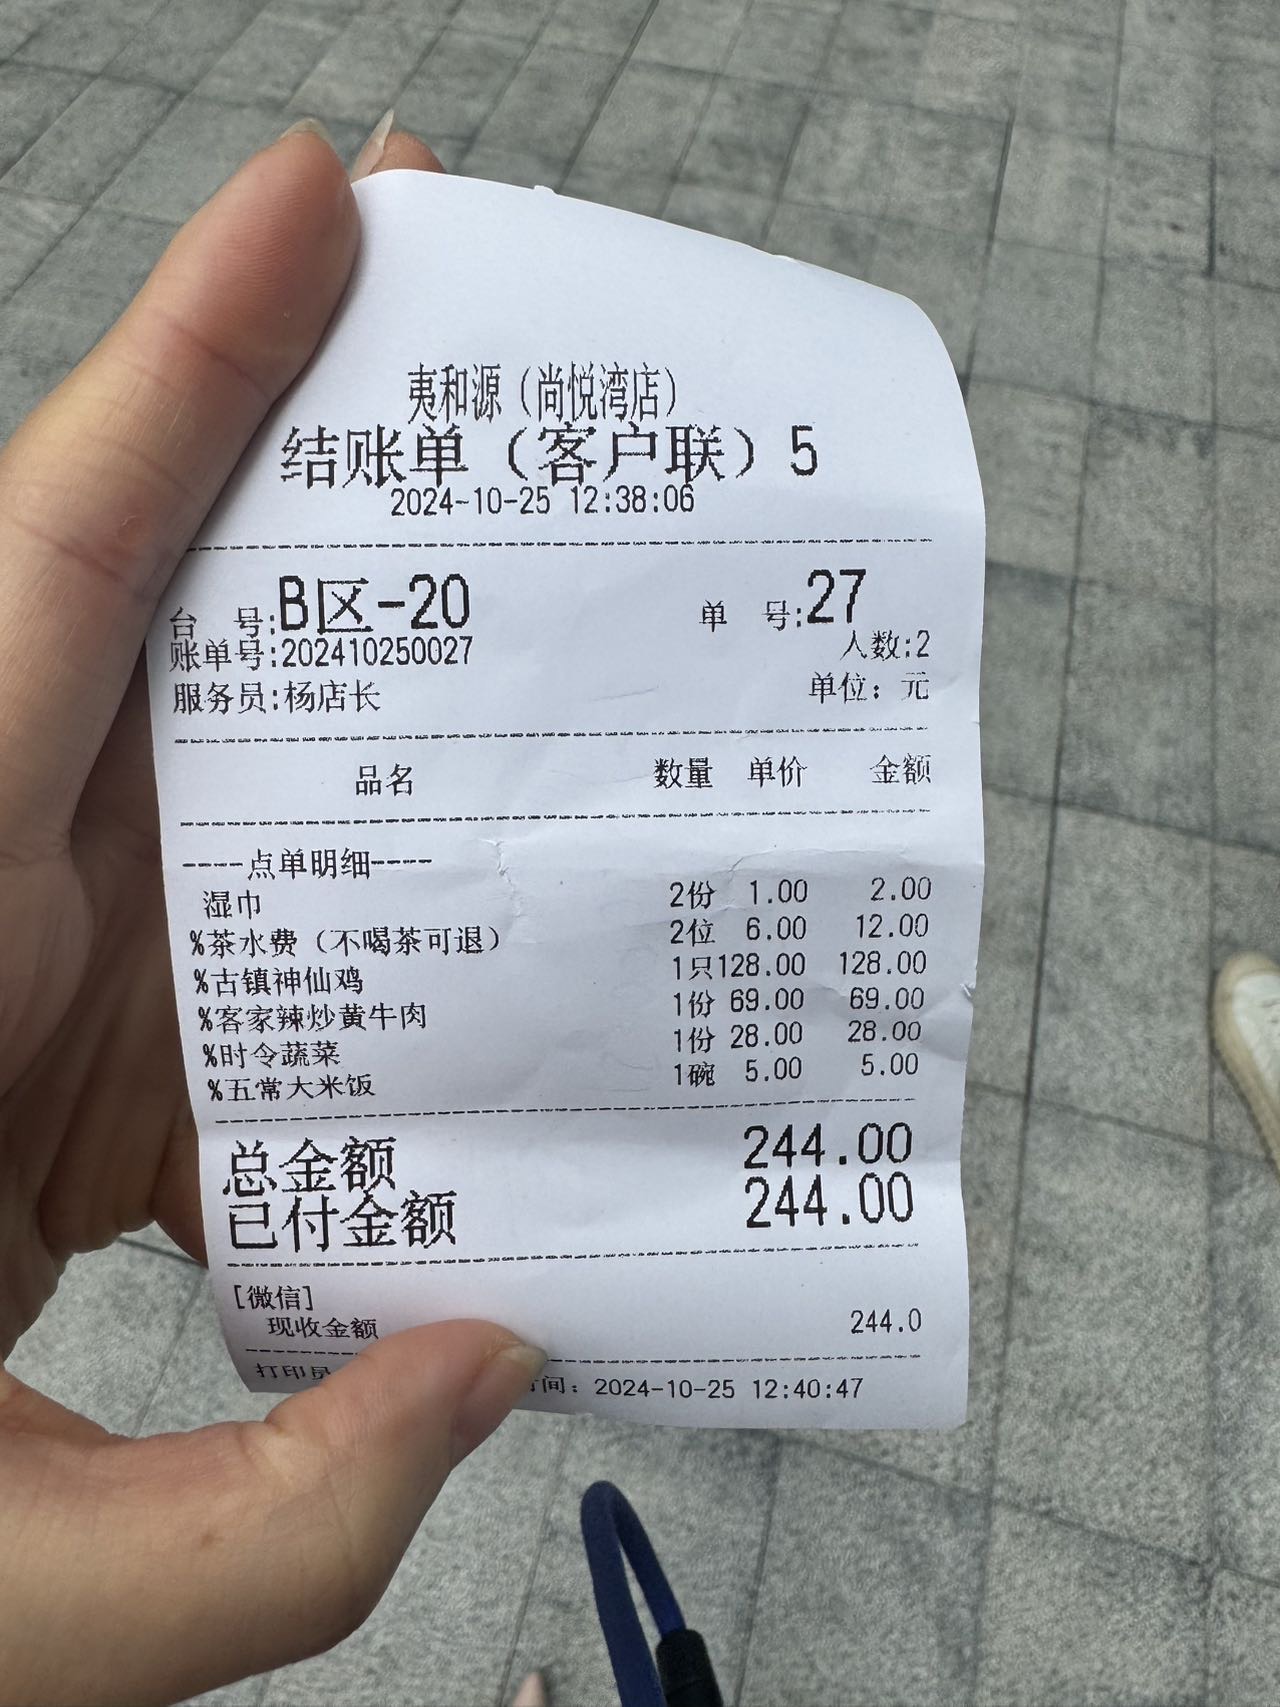 夷和源（尚悦湾店）
结账单（客户联）5
2024-10-25 12:38:06
台 号:B区-20 单 号:27
账单号:202410250027 人数:2
服务员:杨店长 单位：元
品名 数量 单价 金额
----点单明细----
湿巾 2份 1.00 2.00
%茶水费（不喝茶可退） 2位 6.00 12.00
%古镇神仙鸡 1只128.00 128.00
%客家辣炒黄牛肉 1份 69.00 69.00
%时令蔬菜 1份 28.00 28.00
%五常大米饭 1碗 5.00 5.00
总金额 244.00
已付金额 244.00
[微信]
现收金额 244.0
打印员 间：2024-10-25 12:40:47